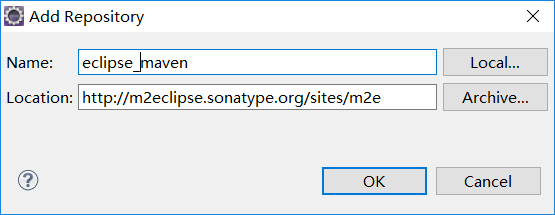 Add Repository
Name: eclipse_maven Local...
Location: http://m2eclipse.sonatype.org/sites/m2e Archive...
? OK Cancel